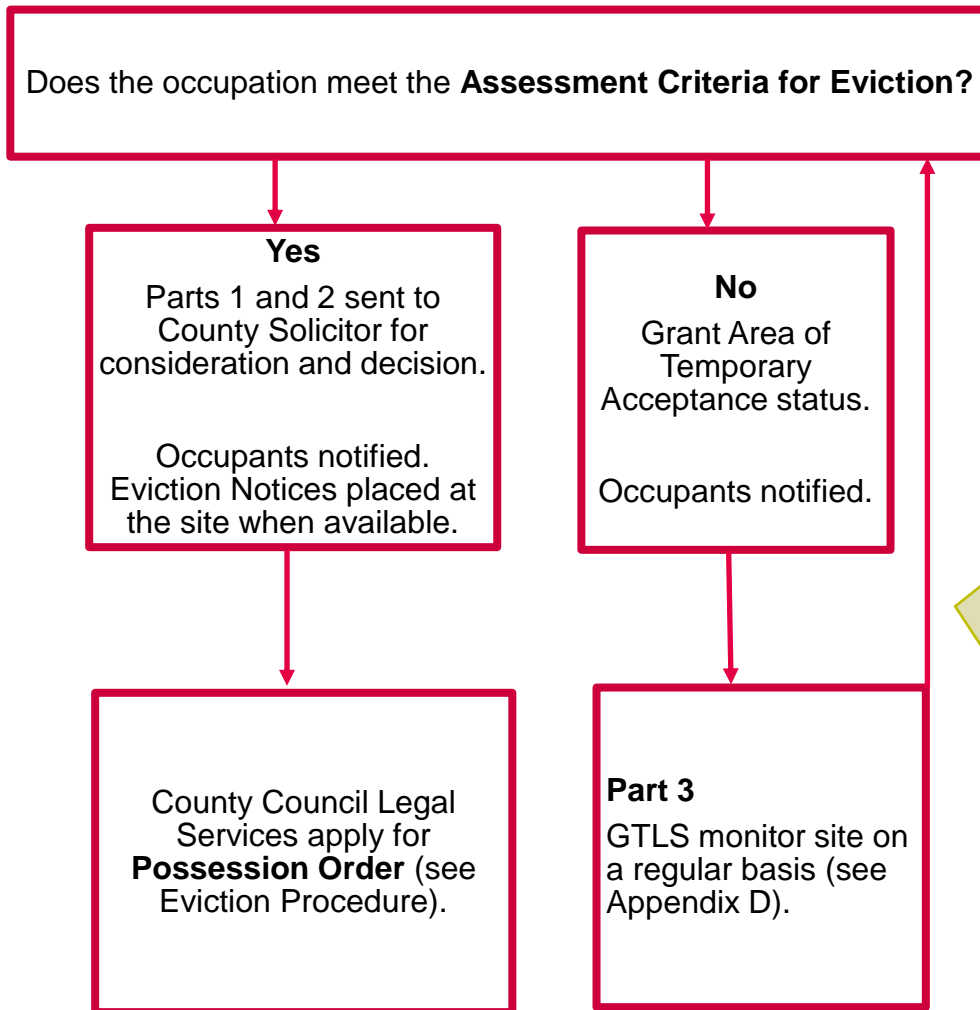 Does the occupation meet the Assessment Criteria for Eviction?
Yes
Parts 1 and 2 sent to
County Solicitor for
consideration and decision.
Occupants notified.
Eviction Notices placed at
the site when available.
No
Grant Area of
Temporary
Acceptance status.
Occupants notified.
County Council Legal
Services apply for
Possession Order (see
Eviction Procedure).
Part 3
GTLS monitor site on
a regular basis (see
Appendix D).